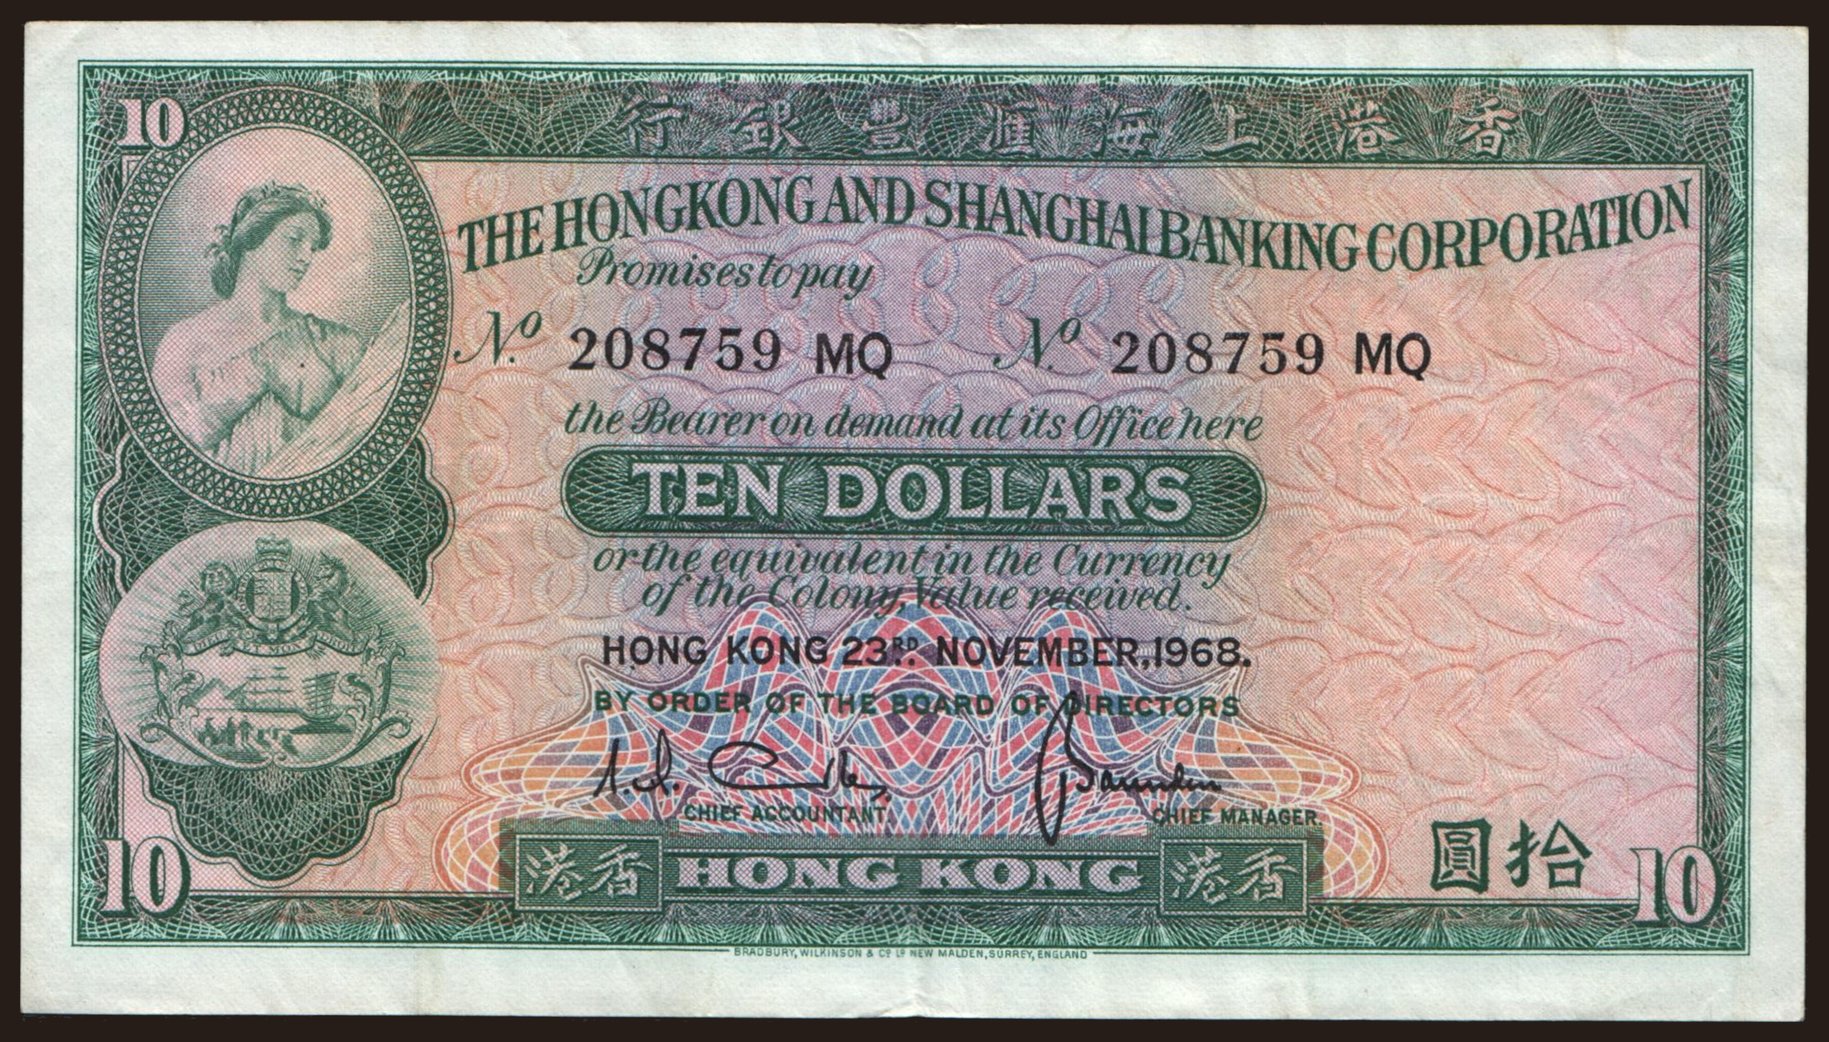 10
行銀豐滙海上港香
THE HONGKONG AND SHANGHAI BANKING CORPORATION
Promises to pay
No. 208759 MQ No. 208759 MQ
the Bearer on demand at its Office here
TEN DOLLARS
or the equivalent in the Currency
of the Colony, Value received.
HONG KONG 23RD. NOVEMBER, 1968.
BY ORDER OF THE BOARD OF DIRECTORS
CHIEF ACCOUNTANT. CHIEF MANAGER.
10 港香 HONG KONG 港香 圓拾 10
BRADBURY, WILKINSON & Co. Ld. NEW MALDEN, SURREY, ENGLAND